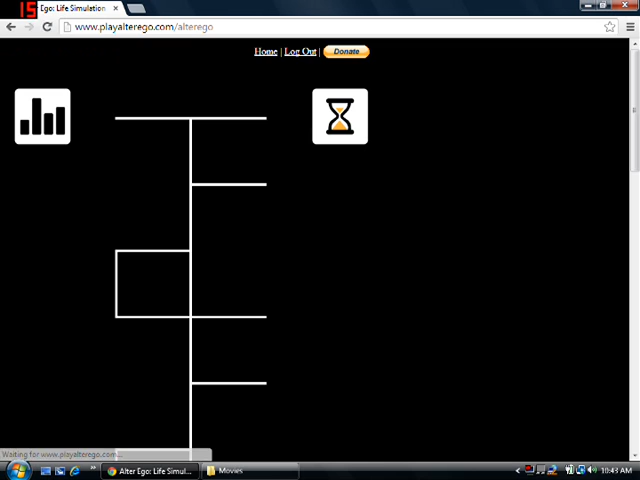 15
Ego: Life Simulation
www.playalterego.com/alterego
Home | Log Out | Donate
Waiting for www.playalterego.com...
Alter Ego: Life Simul...
Movies
10:43 AM